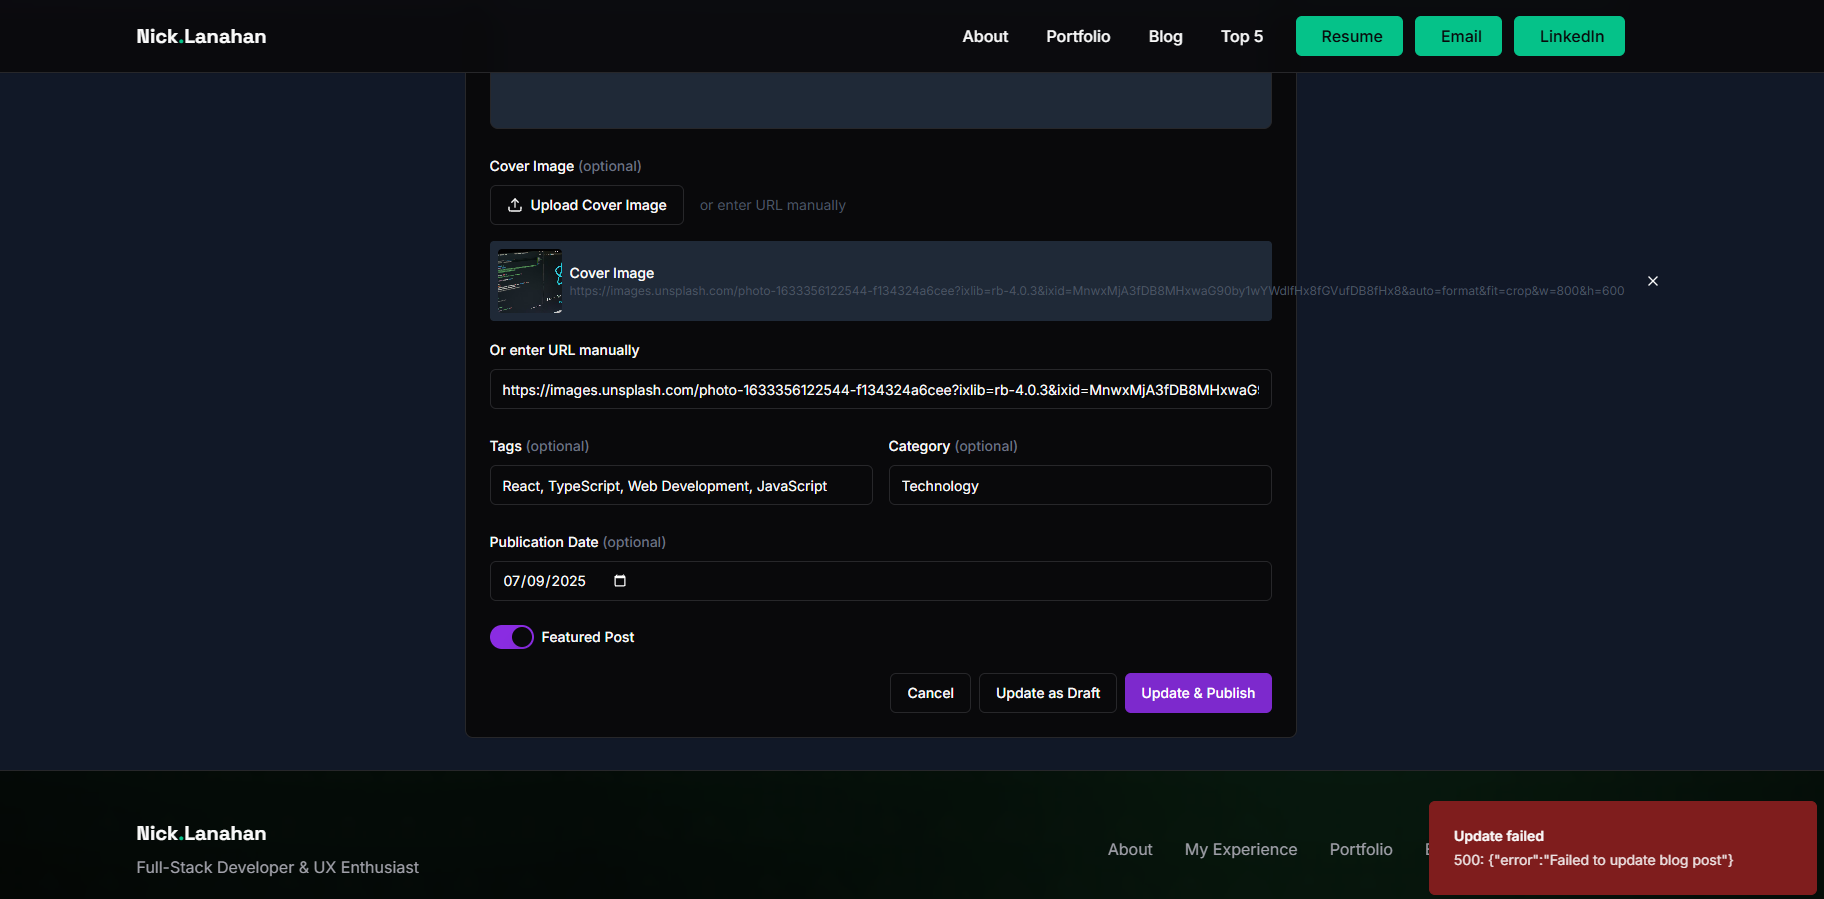 Nick.Lanahan
About
Portfolio
Blog
Top 5
Resume
Email
LinkedIn
Cover Image (optional)
Upload Cover Image
or enter URL manually
Cover Image
https://images.unsplash.com/photo-1633356122544-f134324a6cee?ixlib=rb-4.0.3&ixid=MnwxMjA3fDB8MHxwaG90by1wYWdlfHx8fGVufDB8fHx8&auto=format&fit=crop&w=800&h=600
Or enter URL manually
https://images.unsplash.com/photo-1633356122544-f134324a6cee?ixlib=rb-4.0.3&ixid=MnwxMjA3fDB8MHxwaG9
Tags (optional)
Category (optional)
React, TypeScript, Web Development, JavaScript
Technology
Publication Date (optional)
07/09/2025
Featured Post
Cancel
Update as Draft
Update & Publish
Nick.Lanahan
Full-Stack Developer & UX Enthusiast
About
My Experience
Portfolio
Update failed
500: {"error":"Failed to update blog post"}